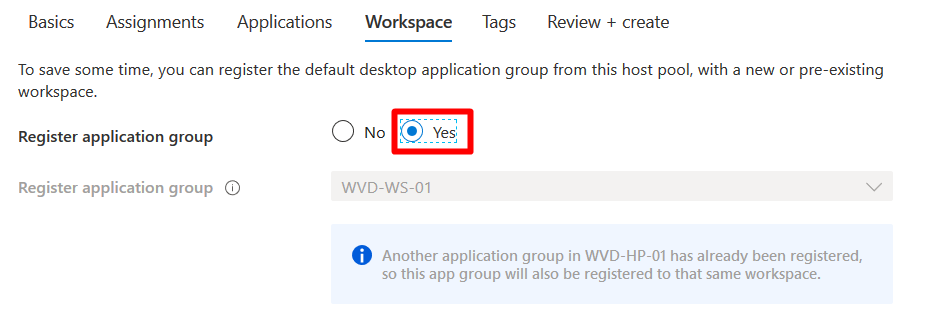 Basics Assignments Applications Workspace Tags Review + create
To save some time, you can register the default desktop application group from this host pool, with a new or pre-existing
workspace.
Register application group No Yes
Register application group WVD-WS-01
Another application group in WVD-HP-01 has already been registered,
so this app group will also be registered to that same workspace.